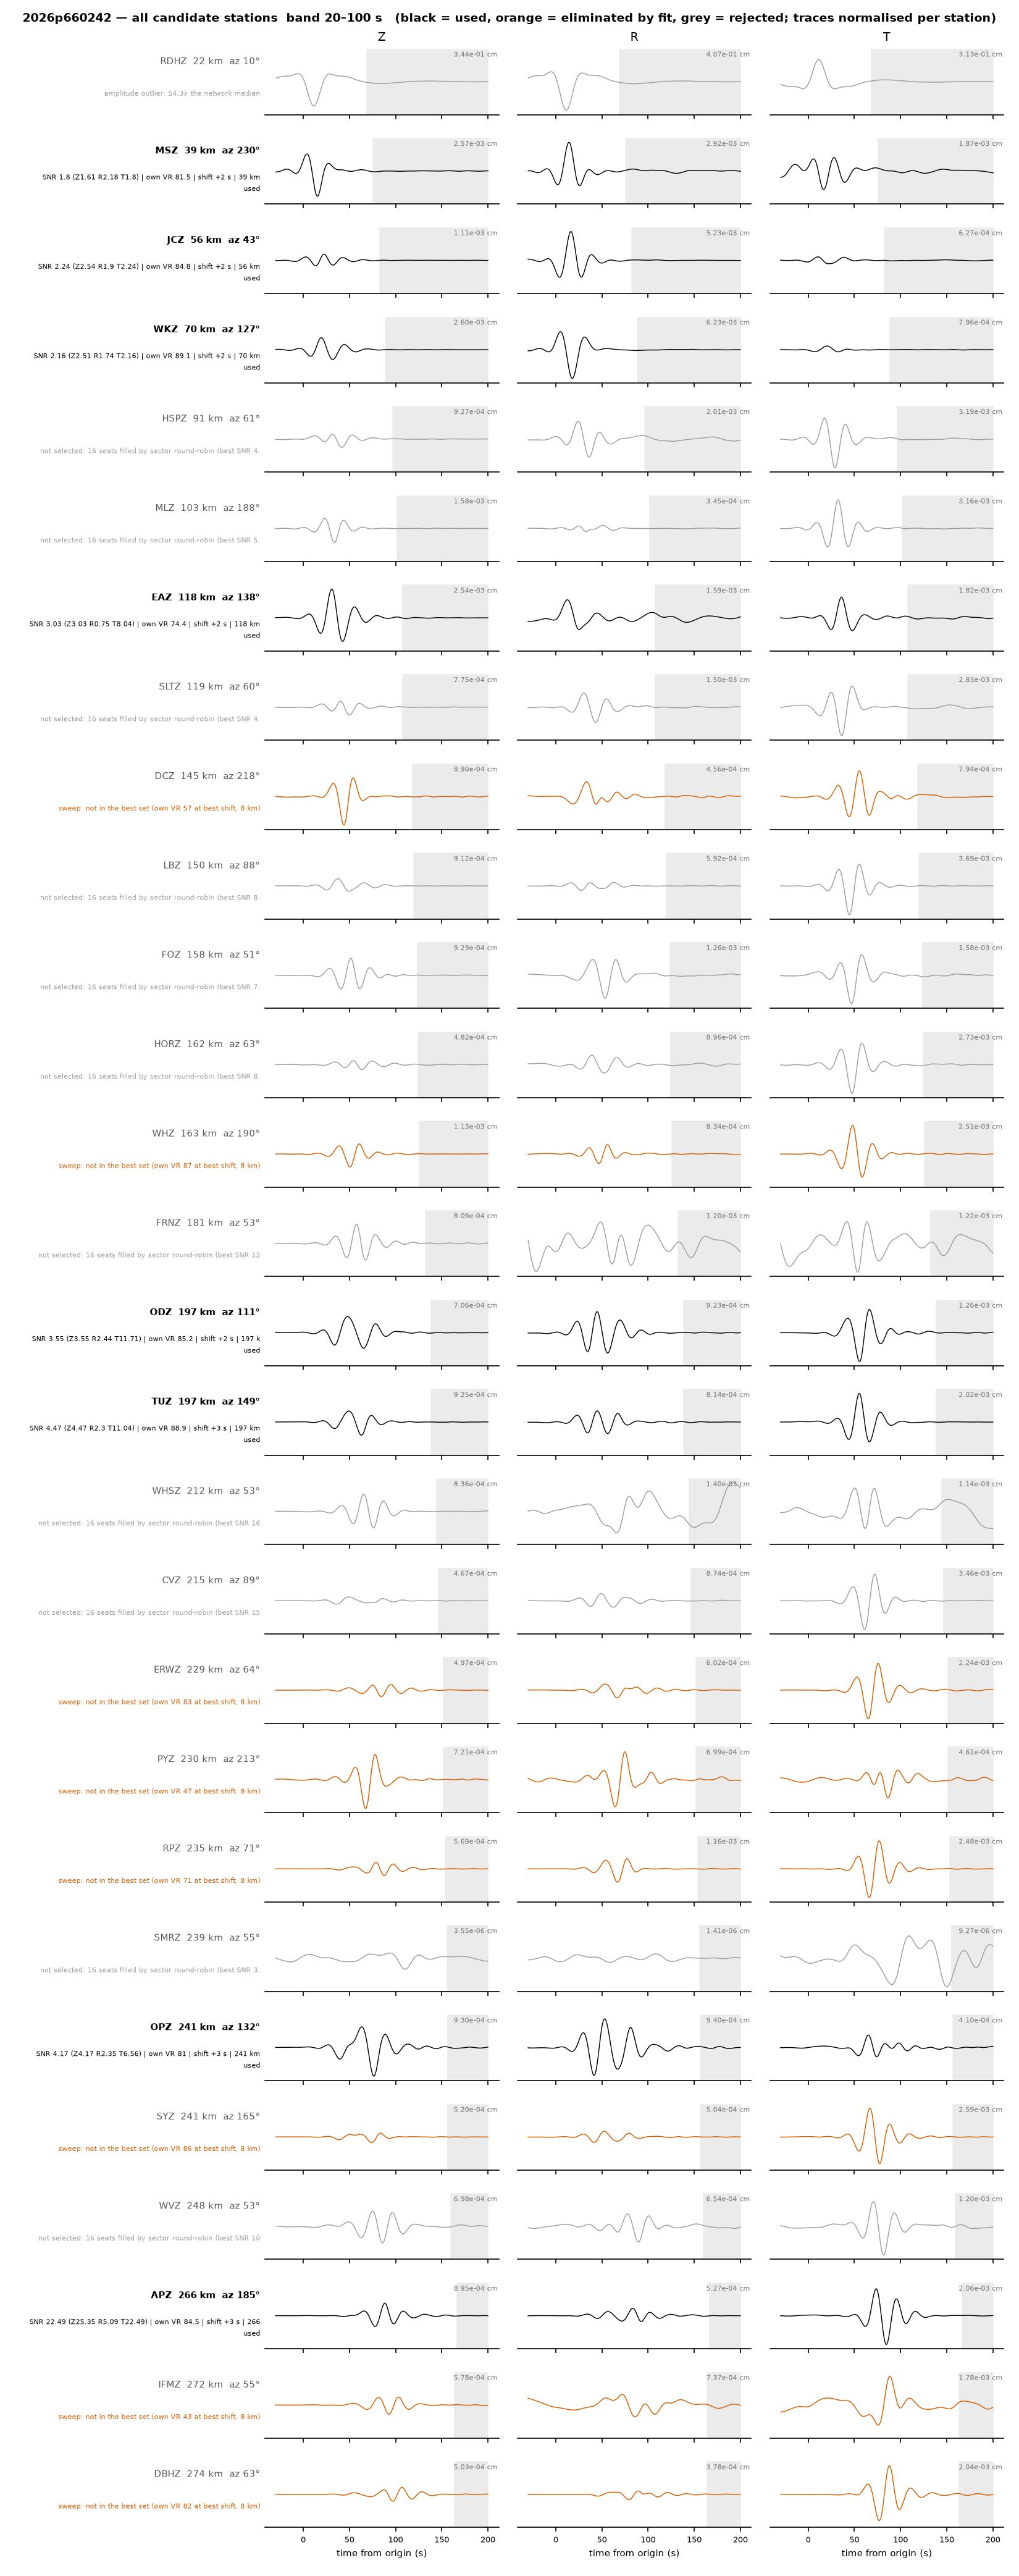 2026p660242 — all candidate stations  band 20–100 s   (black = used, orange = eliminated by fit, grey = rejected; traces normalised per station)
Z R T
RDHZ  22 km  az 10° 3.44e-01 cm 4.07e-01 cm 3.13e-01 cm
amplitude outlier: 54.3x the network median
MSZ  39 km  az 230° 2.57e-03 cm 2.92e-03 cm 1.87e-03 cm
SNR 1.8 (Z1.61 R2.18 T1.8) | own VR 81.5 | shift +2 s | 39 km
used
JCZ  56 km  az 43° 1.11e-03 cm 5.23e-03 cm 6.27e-04 cm
SNR 2.24 (Z2.54 R1.9 T2.24) | own VR 84.8 | shift +2 s | 56 km
used
WKZ  70 km  az 127° 2.60e-03 cm 6.23e-03 cm 7.96e-04 cm
SNR 2.16 (Z2.51 R1.74 T2.16) | own VR 89.1 | shift +2 s | 70 km
used
HSPZ  91 km  az 61° 9.27e-04 cm 2.01e-03 cm 3.19e-03 cm
not selected: 16 seats filled by sector round-robin (best SNR 4.
MLZ  103 km  az 188° 1.58e-03 cm 3.45e-04 cm 3.16e-03 cm
not selected: 16 seats filled by sector round-robin (best SNR 5.
EAZ  118 km  az 138° 2.54e-03 cm 1.59e-03 cm 1.82e-03 cm
SNR 3.03 (Z3.03 R0.75 T8.04) | own VR 74.4 | shift +2 s | 118 km
used
SLTZ  119 km  az 60° 7.75e-04 cm 1.50e-03 cm 2.83e-03 cm
not selected: 16 seats filled by sector round-robin (best SNR 4.
DCZ  145 km  az 218° 8.90e-04 cm 4.56e-04 cm 7.94e-04 cm
sweep: not in the best set (own VR 57 at best shift, 8 km)
LBZ  150 km  az 88° 9.12e-04 cm 5.92e-04 cm 3.69e-03 cm
not selected: 16 seats filled by sector round-robin (best SNR 8.
FOZ  158 km  az 51° 9.29e-04 cm 1.26e-03 cm 1.58e-03 cm
not selected: 16 seats filled by sector round-robin (best SNR 7.
HORZ  162 km  az 63° 4.82e-04 cm 8.96e-04 cm 2.73e-03 cm
not selected: 16 seats filled by sector round-robin (best SNR 8.
WHZ  163 km  az 190° 1.13e-03 cm 8.34e-04 cm 2.51e-03 cm
sweep: not in the best set (own VR 87 at best shift, 8 km)
FRNZ  181 km  az 53° 8.09e-04 cm 1.20e-03 cm 1.22e-03 cm
not selected: 16 seats filled by sector round-robin (best SNR 12
ODZ  197 km  az 111° 7.06e-04 cm 9.23e-04 cm 1.26e-03 cm
SNR 3.55 (Z3.55 R2.44 T11.71) | own VR 85.2 | shift +2 s | 197 k
used
TUZ  197 km  az 149° 9.25e-04 cm 8.14e-04 cm 2.02e-03 cm
SNR 4.47 (Z4.47 R2.3 T11.04) | own VR 88.9 | shift +3 s | 197 km
used
WHSZ  212 km  az 53° 8.36e-04 cm 1.40e-03 cm 1.14e-03 cm
not selected: 16 seats filled by sector round-robin (best SNR 16
CVZ  215 km  az 89° 4.67e-04 cm 8.74e-04 cm 3.46e-03 cm
not selected: 16 seats filled by sector round-robin (best SNR 15
ERWZ  229 km  az 64° 4.97e-04 cm 6.02e-04 cm 2.24e-03 cm
sweep: not in the best set (own VR 83 at best shift, 8 km)
PYZ  230 km  az 213° 7.21e-04 cm 6.99e-04 cm 4.61e-04 cm
sweep: not in the best set (own VR 47 at best shift, 8 km)
RPZ  235 km  az 71° 5.69e-04 cm 1.16e-03 cm 2.48e-03 cm
sweep: not in the best set (own VR 71 at best shift, 8 km)
SMRZ  239 km  az 55° 3.55e-06 cm 1.41e-06 cm 9.27e-06 cm
not selected: 16 seats filled by sector round-robin (best SNR 3.
OPZ  241 km  az 132° 9.30e-04 cm 9.40e-04 cm 4.10e-04 cm
SNR 4.17 (Z4.17 R2.35 T6.56) | own VR 81 | shift +3 s | 241 km
used
SYZ  241 km  az 165° 5.20e-04 cm 5.04e-04 cm 2.59e-03 cm
sweep: not in the best set (own VR 86 at best shift, 8 km)
WVZ  248 km  az 53° 6.98e-04 cm 6.54e-04 cm 1.20e-03 cm
not selected: 16 seats filled by sector round-robin (best SNR 10
APZ  266 km  az 185° 8.95e-04 cm 5.27e-04 cm 2.06e-03 cm
SNR 22.49 (Z25.35 R5.09 T22.49) | own VR 84.5 | shift +3 s | 266
used
IFMZ  272 km  az 55° 5.78e-04 cm 7.37e-04 cm 1.78e-03 cm
sweep: not in the best set (own VR 43 at best shift, 8 km)
DBHZ  274 km  az 63° 5.03e-04 cm 3.78e-04 cm 2.04e-03 cm
sweep: not in the best set (own VR 82 at best shift, 8 km)
0 50 100 150 200 0 50 100 150 200 0 50 100 150 200
time from origin (s) time from origin (s) time from origin (s)